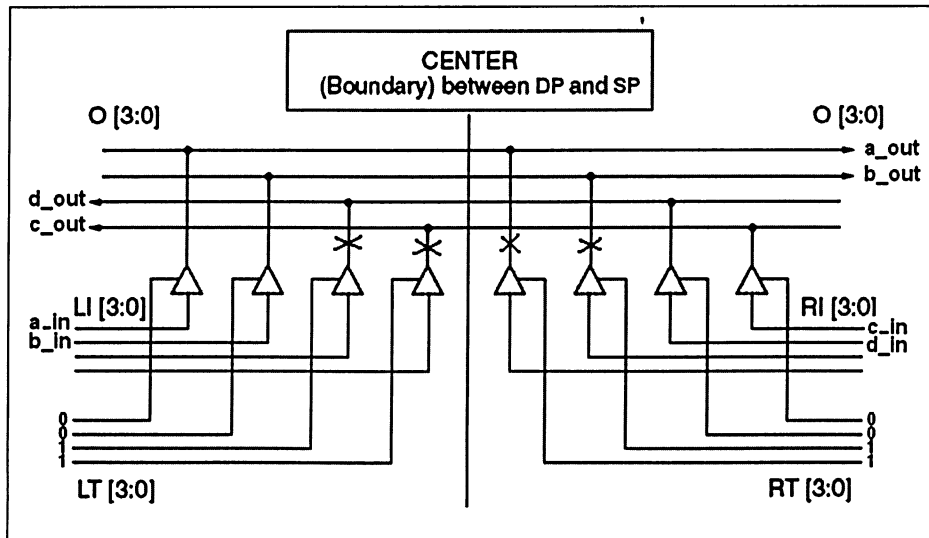 CENTER
(Boundary) between DP and SP
O [3:0]
O [3:0]
a_out
b_out
d_out
c_out
LI [3:0]
RI [3:0]
a_in
b_in
c_in
d_in
0
0
1
1
0
0
1
1
LT [3:0]
RT [3:0]